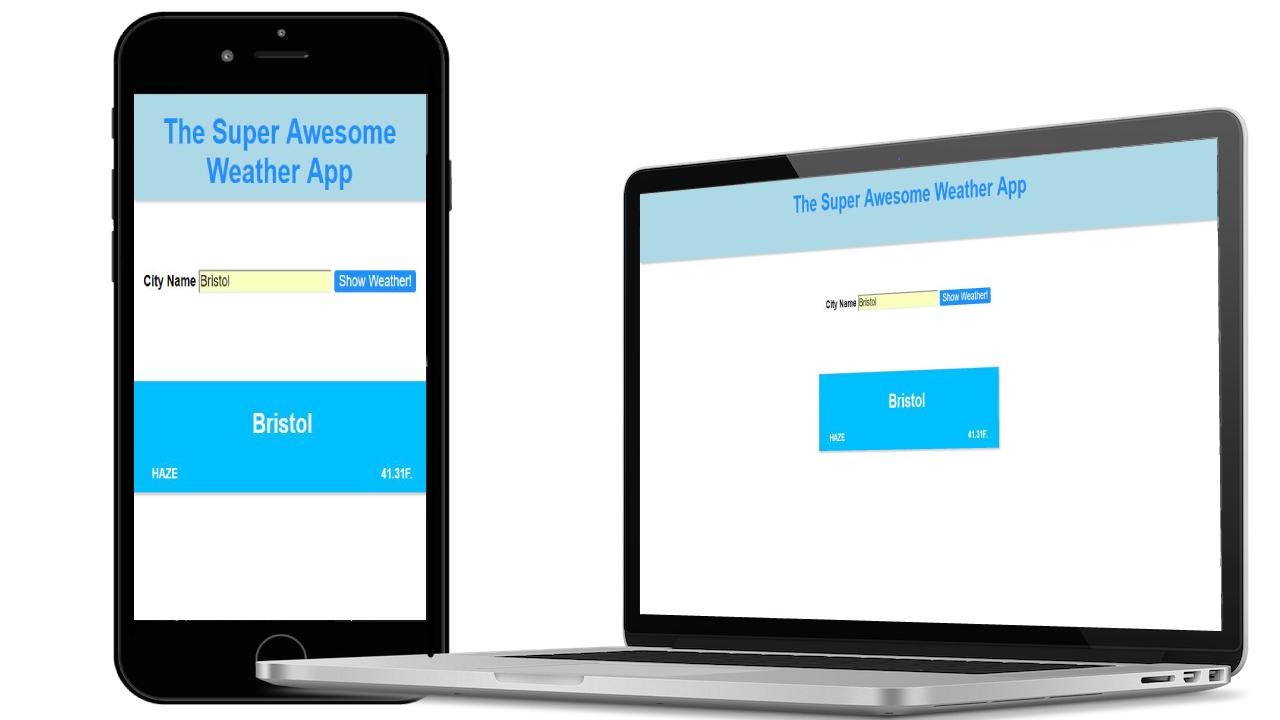 The Super Awesome
Weather App
City Name Bristol Show Weather!
Bristol
HAZE 41.31F.
The Super Awesome Weather App
City Name Bristol Show Weather!
Bristol
HAZE 41.31F.